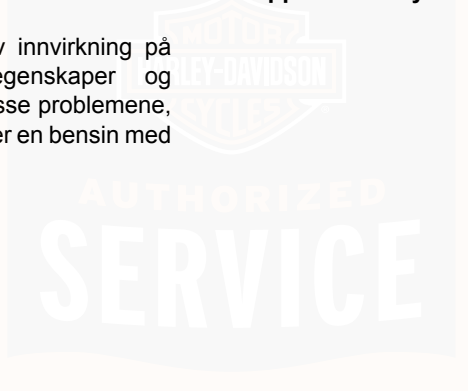 v innvirkning på
egenskaper og
sse problemene,
er en bensin med
MOTOR
HARLEY-DAVIDSON
CYCLES
AUTHORIZED
SERVICE